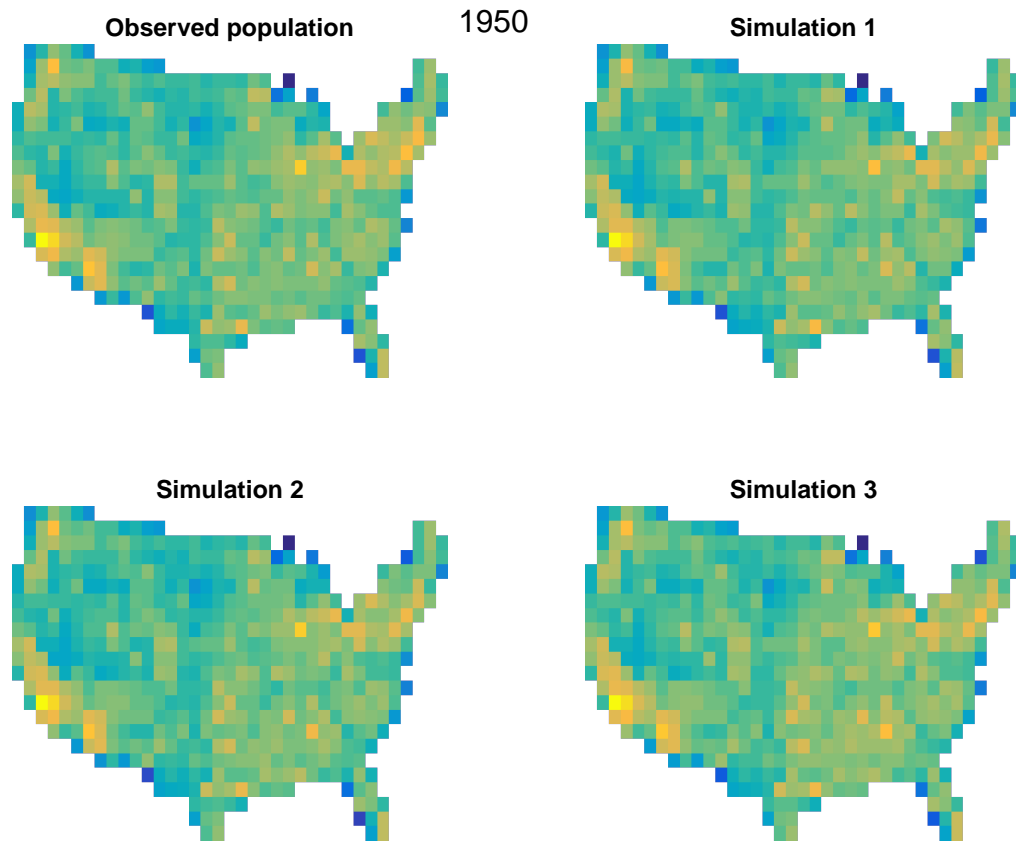 Observed population
1950
Simulation 1
Simulation 2
Simulation 3